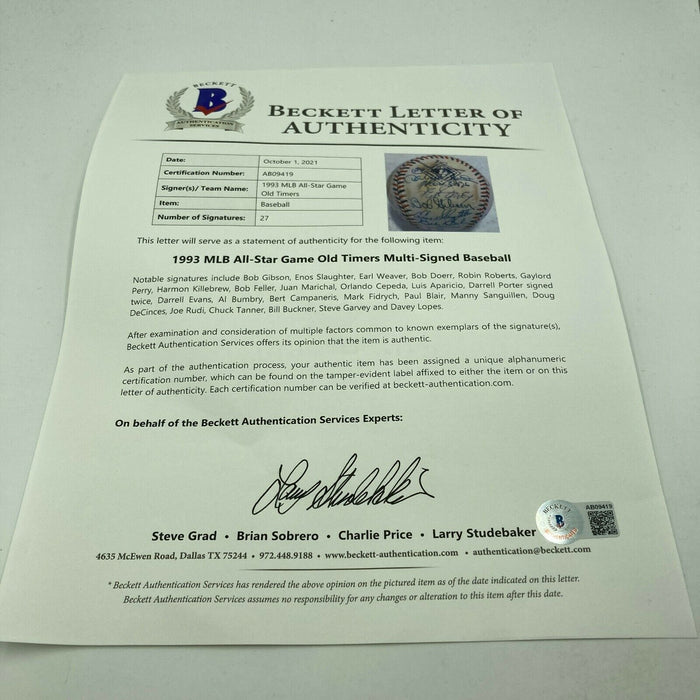 BECKETT
B
AUTHENTICATION
SERVICES
BECKETT LETTER OF
AUTHENTICITY
Date: October 1, 2021
Certification Number: AB09419
Signer(s)/ Team Name: 1993 MLB All-Star Game
Old Timers
Item: Baseball
Number of Signatures: 27
This letter will serve as a statement of authenticity for the following item:
1993 MLB All-Star Game Old Timers Multi-Signed Baseball
Notable signatures include Bob Gibson, Enos Slaughter, Earl Weaver, Bob Doerr, Robin Roberts, Gaylord
Perry, Harmon Killebrew, Bob Feller, Juan Marichal, Orlando Cepeda, Luis Aparicio, Darrell Porter signed
twice, Darrell Evans, Al Bumbry, Bert Campaneris, Mark Fidrych, Paul Blair, Manny Sanguillen, Doug
DeCinces, Joe Rudi, Chuck Tanner, Bill Buckner, Steve Garvey and Davey Lopes.
After examination and consideration of multiple factors common to known exemplars of the signature(s),
Beckett Authentication Services offers its opinion that the item is authentic.
As part of the authentication process, your authentic item has been assigned a unique alphanumeric
certification number, which can be found on the tamper-evident label affixed to either the item or on this
letter of authenticity. Each certification number can be verified at beckett-authentication.com.
On behalf of the Beckett Authentication Services Experts:
Larry Studebaker
BECKETT
B
AB09419
Steve Grad • Brian Sobrero • Charlie Price • Larry Studebaker
4635 McEwen Road, Dallas TX 75244 • 972.448.9188 • www.beckett-authentication.com • authentication@beckett.com
* Beckett Authentication Services has rendered the above opinion on the pictured item as of the date indicated on this letter.
Beckett Authentication Services assumes no responsibility for any changes or alteration to this item after this date.